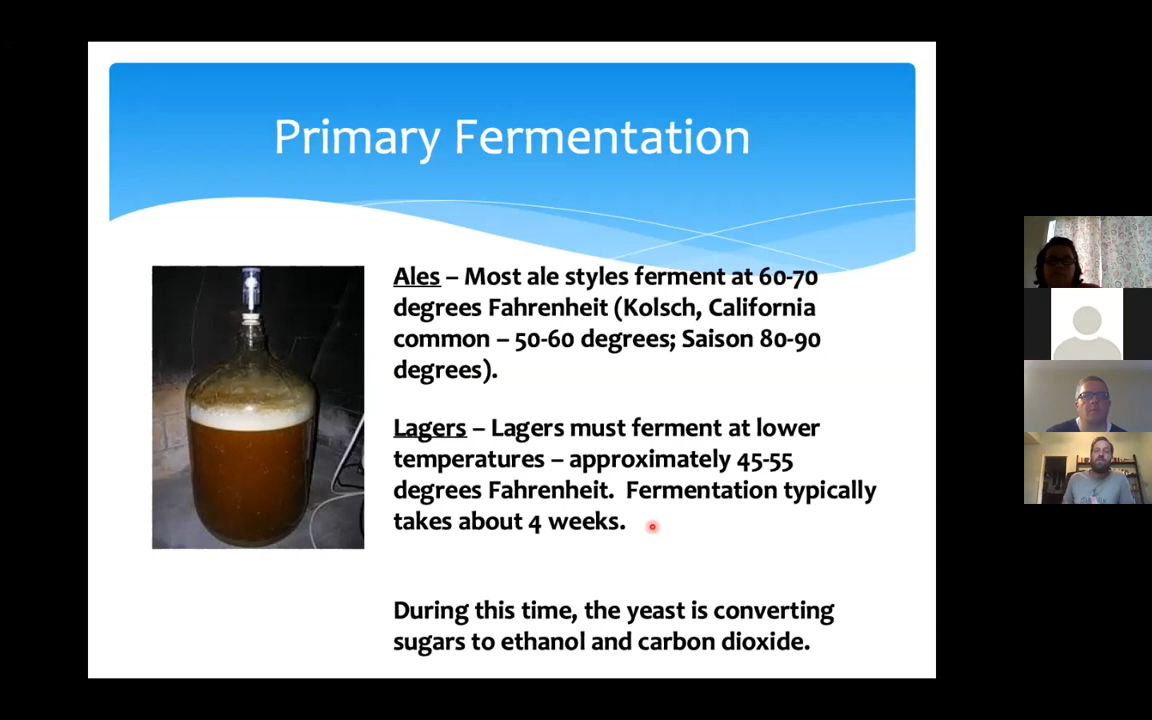 Primary Fermentation
Ales – Most ale styles ferment at 60-70
degrees Fahrenheit (Kolsch, California
common – 50-60 degrees; Saison 80-90
degrees).
Lagers – Lagers must ferment at lower
temperatures – approximately 45-55
degrees Fahrenheit.  Fermentation typically
takes about 4 weeks.
During this time, the yeast is converting
sugars to ethanol and carbon dioxide.